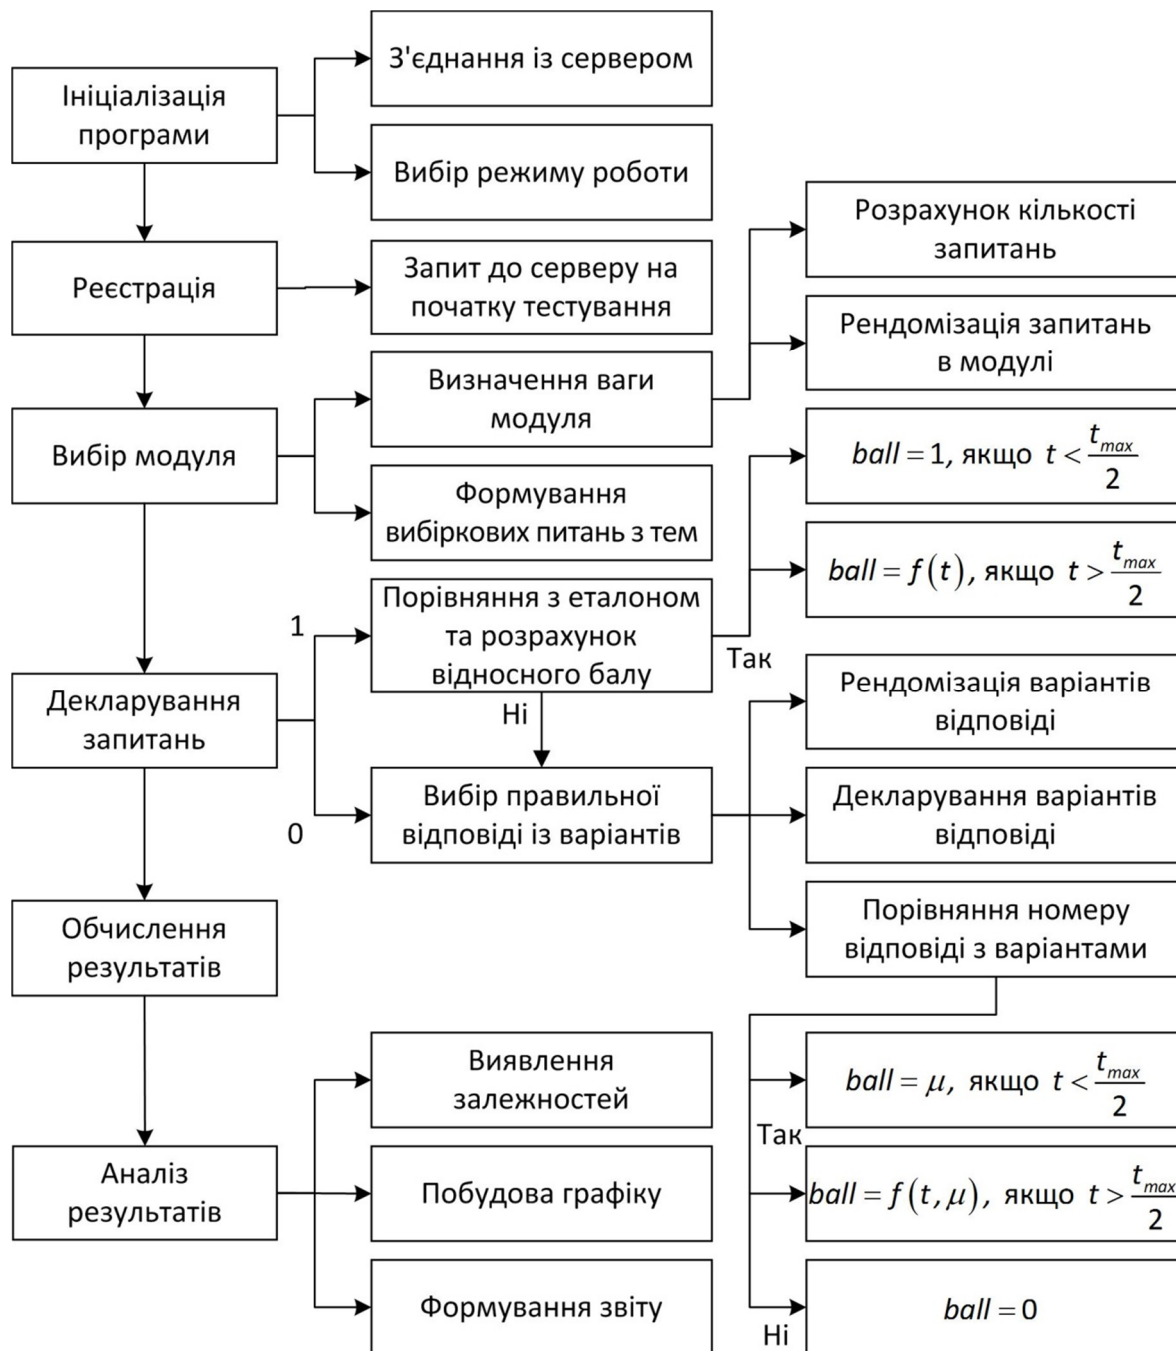 Ініціалізація
програми
З'єднання із сервером
Вибір режиму роботи
Реєстрація
Запит до серверу на
початку тестування
Вибір модуля
Визначення ваги
модуля
Розрахунок кількості
запитань
Рендомізація запитань
в модулі
Формування
вибіркових питань з тем
Декларування
запитань
1
0
Порівняння з еталоном
та розрахунок
відносного балу
Так
ball = 1, якщо t < t_max/2
ball = f(t), якщо t > t_max/2
Ні
Вибір правильної
відповіді із варіантів
Рендомізація варіантів
відповіді
Декларування варіантів
відповіді
Порівняння номеру
відповіді з варіантами
Так
ball = μ, якщо t < t_max/2
ball = f(t, μ), якщо t > t_max/2
Ні
ball = 0
Обчислення
результатів
Аналіз
результатів
Виявлення
залежностей
Побудова графіку
Формування звіту